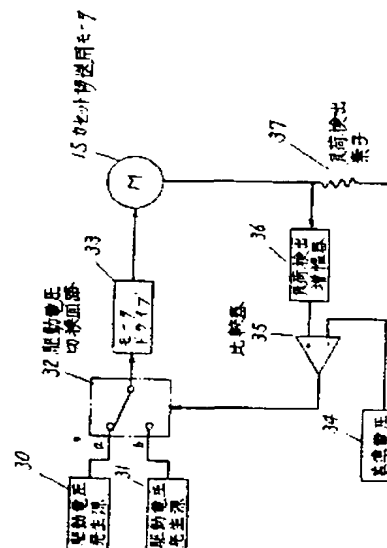 15 カセット移送用モータ
M
37
負荷検出
素子
33
モータ
ドライブ
36
負荷検出
増幅器
32 駆動電圧
切換回路
比較器
35
a
b
30
駆動電圧
発生源
31
駆動電圧
発生源
34
基準電圧